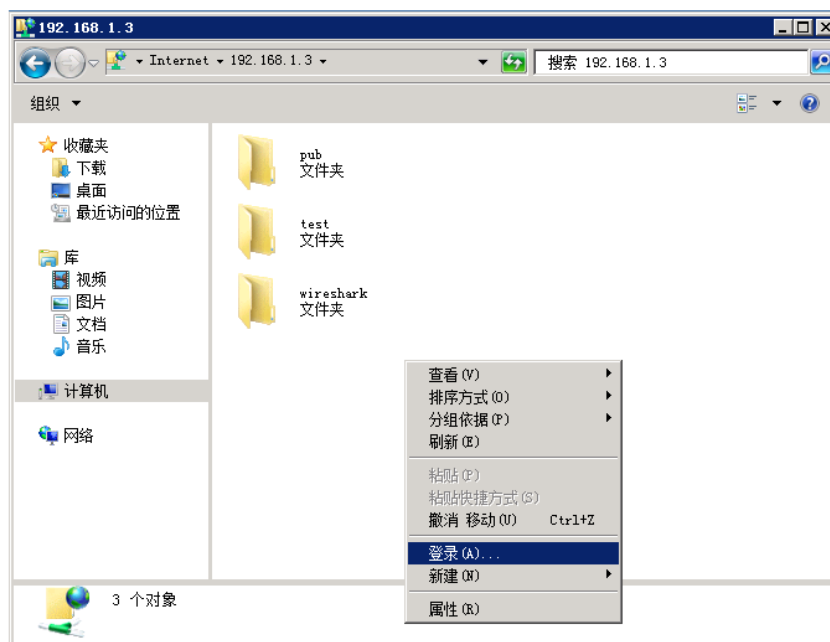 192.168.1.3
Internet 192.168.1.3 搜索 192.168.1.3
组织
收藏夹
下载
桌面
最近访问的位置
库
视频
图片
文档
音乐
计算机
网络
pub
文件夹
test
文件夹
wireshark
文件夹
查看(V)
排序方式(O)
分组依据(P)
刷新(E)
粘贴(P)
粘贴快捷方式(S)
撤消 移动(U) Ctrl+Z
登录(A)...
新建(N)
属性(R)
3 个对象